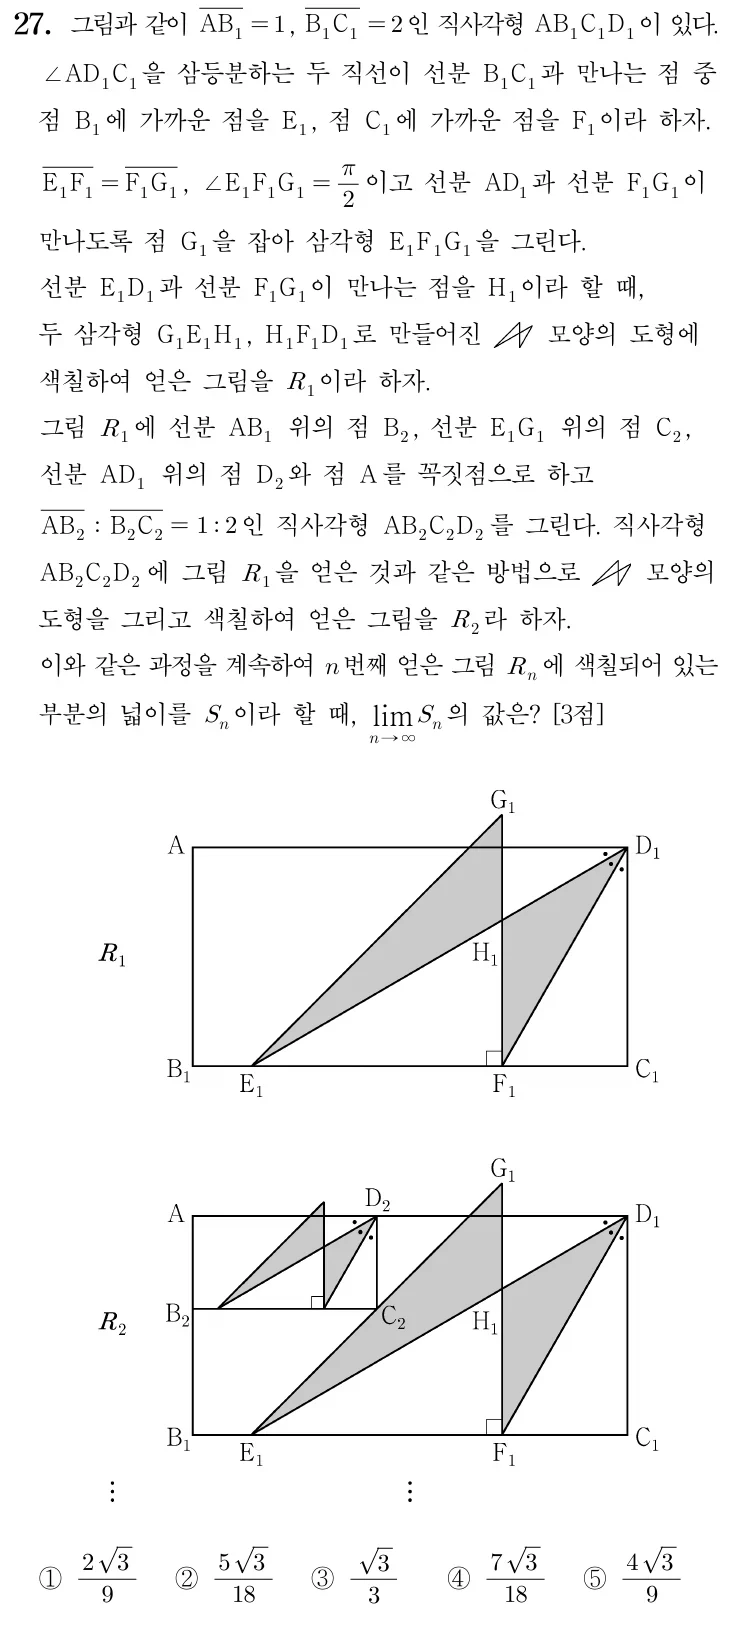 27. 그림과 같이 \overline{AB₁}=1, \overline{B₁C₁}=2인 직사각형 AB₁C₁D₁이 있다.
∠AD₁C₁을 삼등분하는 두 직선이 선분 B₁C₁과 만나는 점 중
점 B₁에 가까운 점을 E₁, 점 C₁에 가까운 점을 F₁이라 하자.
\overline{E₁F₁}=\overline{F₁G₁}, ∠E₁F₁G₁=\frac{π}{2}이고 선분 AD₁과 선분 F₁G₁이
만나도록 점 G₁을 잡아 삼각형 E₁F₁G₁을 그린다.
선분 E₁D₁과 선분 F₁G₁이 만나는 점을 H₁이라 할 때,
두 삼각형 G₁E₁H₁, H₁F₁D₁로 만들어진 모양의 도형에
색칠하여 얻은 그림을 R₁이라 하자.
그림 R₁에 선분 AB₁ 위의 점 B₂, 선분 E₁G₁ 위의 점 C₂,
선분 AD₁ 위의 점 D₂와 점 A를 꼭짓점으로 하고
\overline{AB₂} : \overline{B₂C₂}=1:2인 직사각형 AB₂C₂D₂를 그린다. 직사각형
AB₂C₂D₂에 그림 R₁을 얻은 것과 같은 방법으로 모양의
도형을 그리고 색칠하여 얻은 그림을 R₂라 하자.
이와 같은 과정을 계속하여 n번째 얻은 그림 Rₙ에 색칠되어 있는
부분의 넓이를 Sₙ이라 할 때, \lim_{n→∞} Sₙ의 값은? [3점]
G₁
A D₁
R₁ H₁
B₁ E₁ F₁ C₁
G₁
A D₂ D₁
B₂ C₂
R₂ H₁
B₁ E₁ F₁ C₁
⋮ ⋮
① \frac{2√3}{9} ② \frac{5√3}{18} ③ \frac{√3}{3} ④ \frac{7√3}{18} ⑤ \frac{4√3}{9}